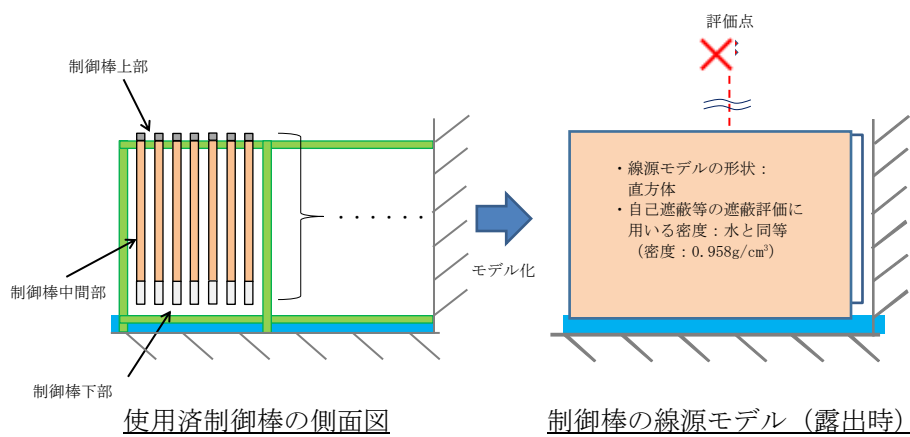 評価点
制御棒上部
制御棒中間部
制御棒下部
・・・・・・
モデル化
・線源モデルの形状：
直方体
・自己遮蔽等の遮蔽評価に
用いる密度：水と同等
（密度：0.958g/cm³）
使用済制御棒の側面図
制御棒の線源モデル（露出時）